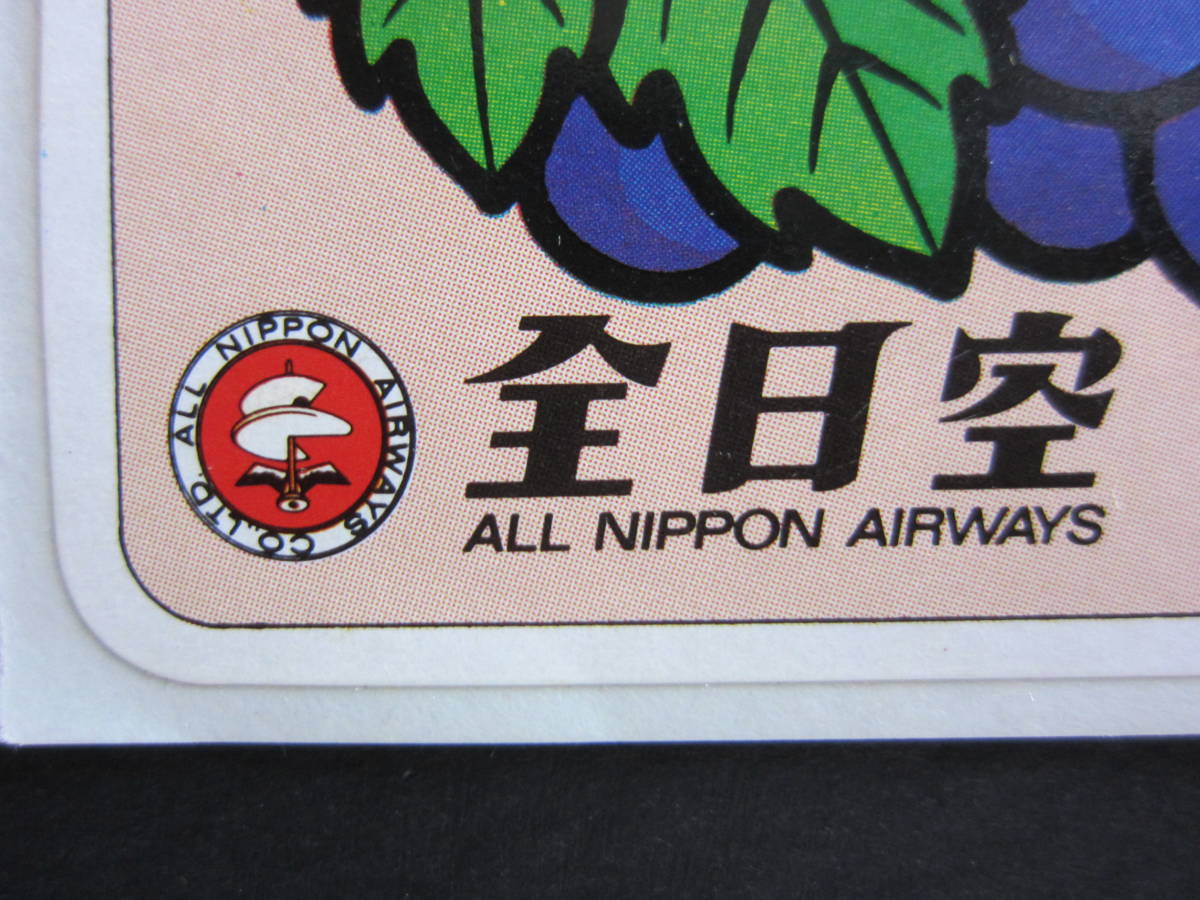 ALL NIPPON AIRWAYS CO.,LTD.
全日空
ALL NIPPON AIRWAYS